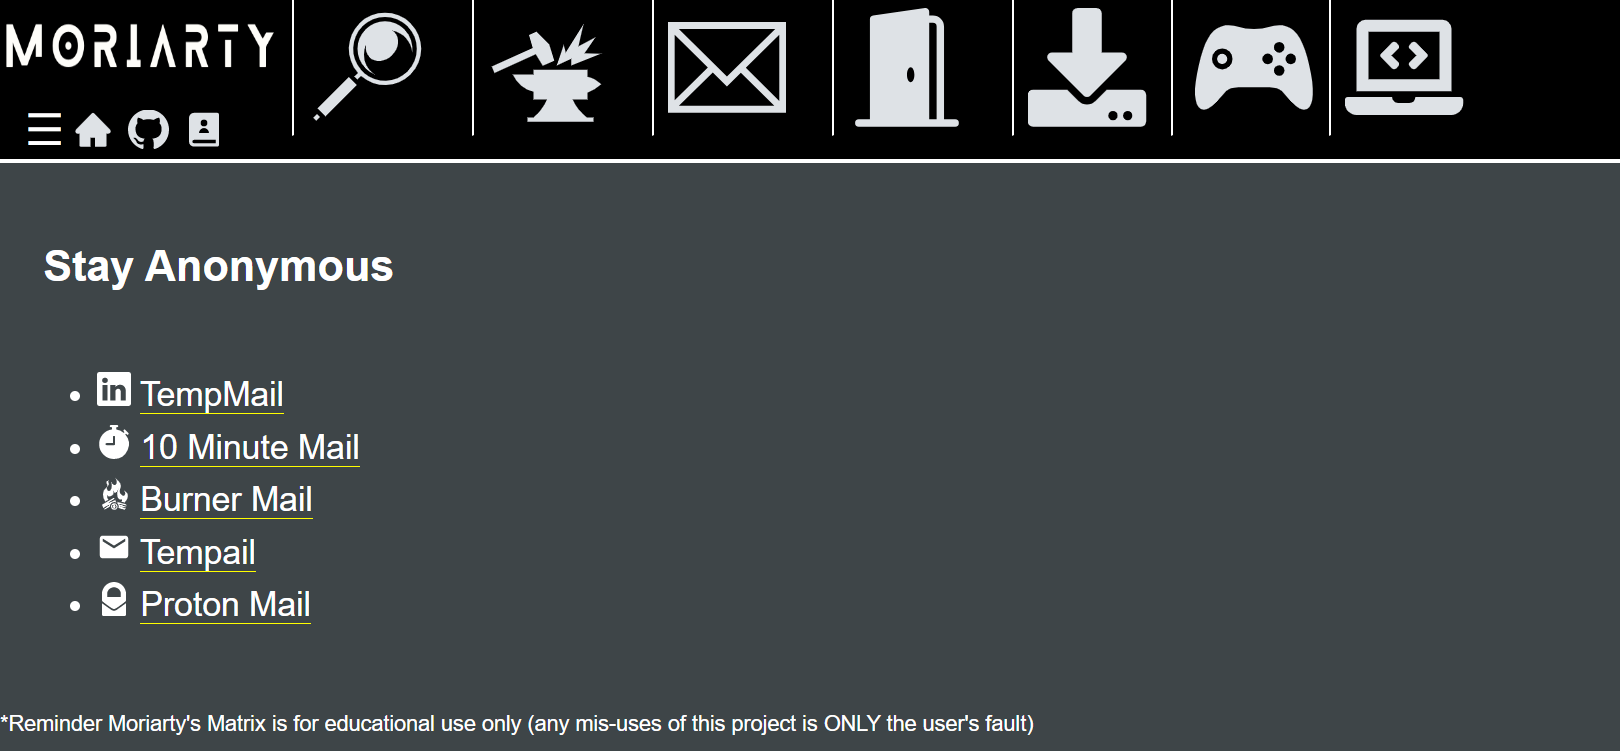 MORIARTY
Stay Anonymous
in TempMail
10 Minute Mail
Burner Mail
Tempail
Proton Mail
*Reminder Moriarty's Matrix is for educational use only (any mis-uses of this project is ONLY the user's fault)